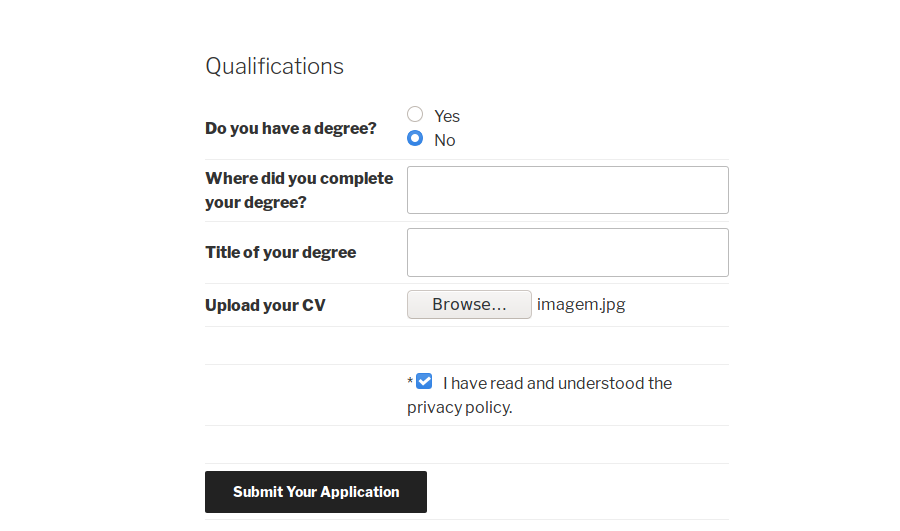 Qualifications
Do you have a degree?
Yes
No
Where did you complete
your degree?
Title of your degree
Upload your CV
Browse...
imagem.jpg
* I have read and understood the
privacy policy.
Submit Your Application